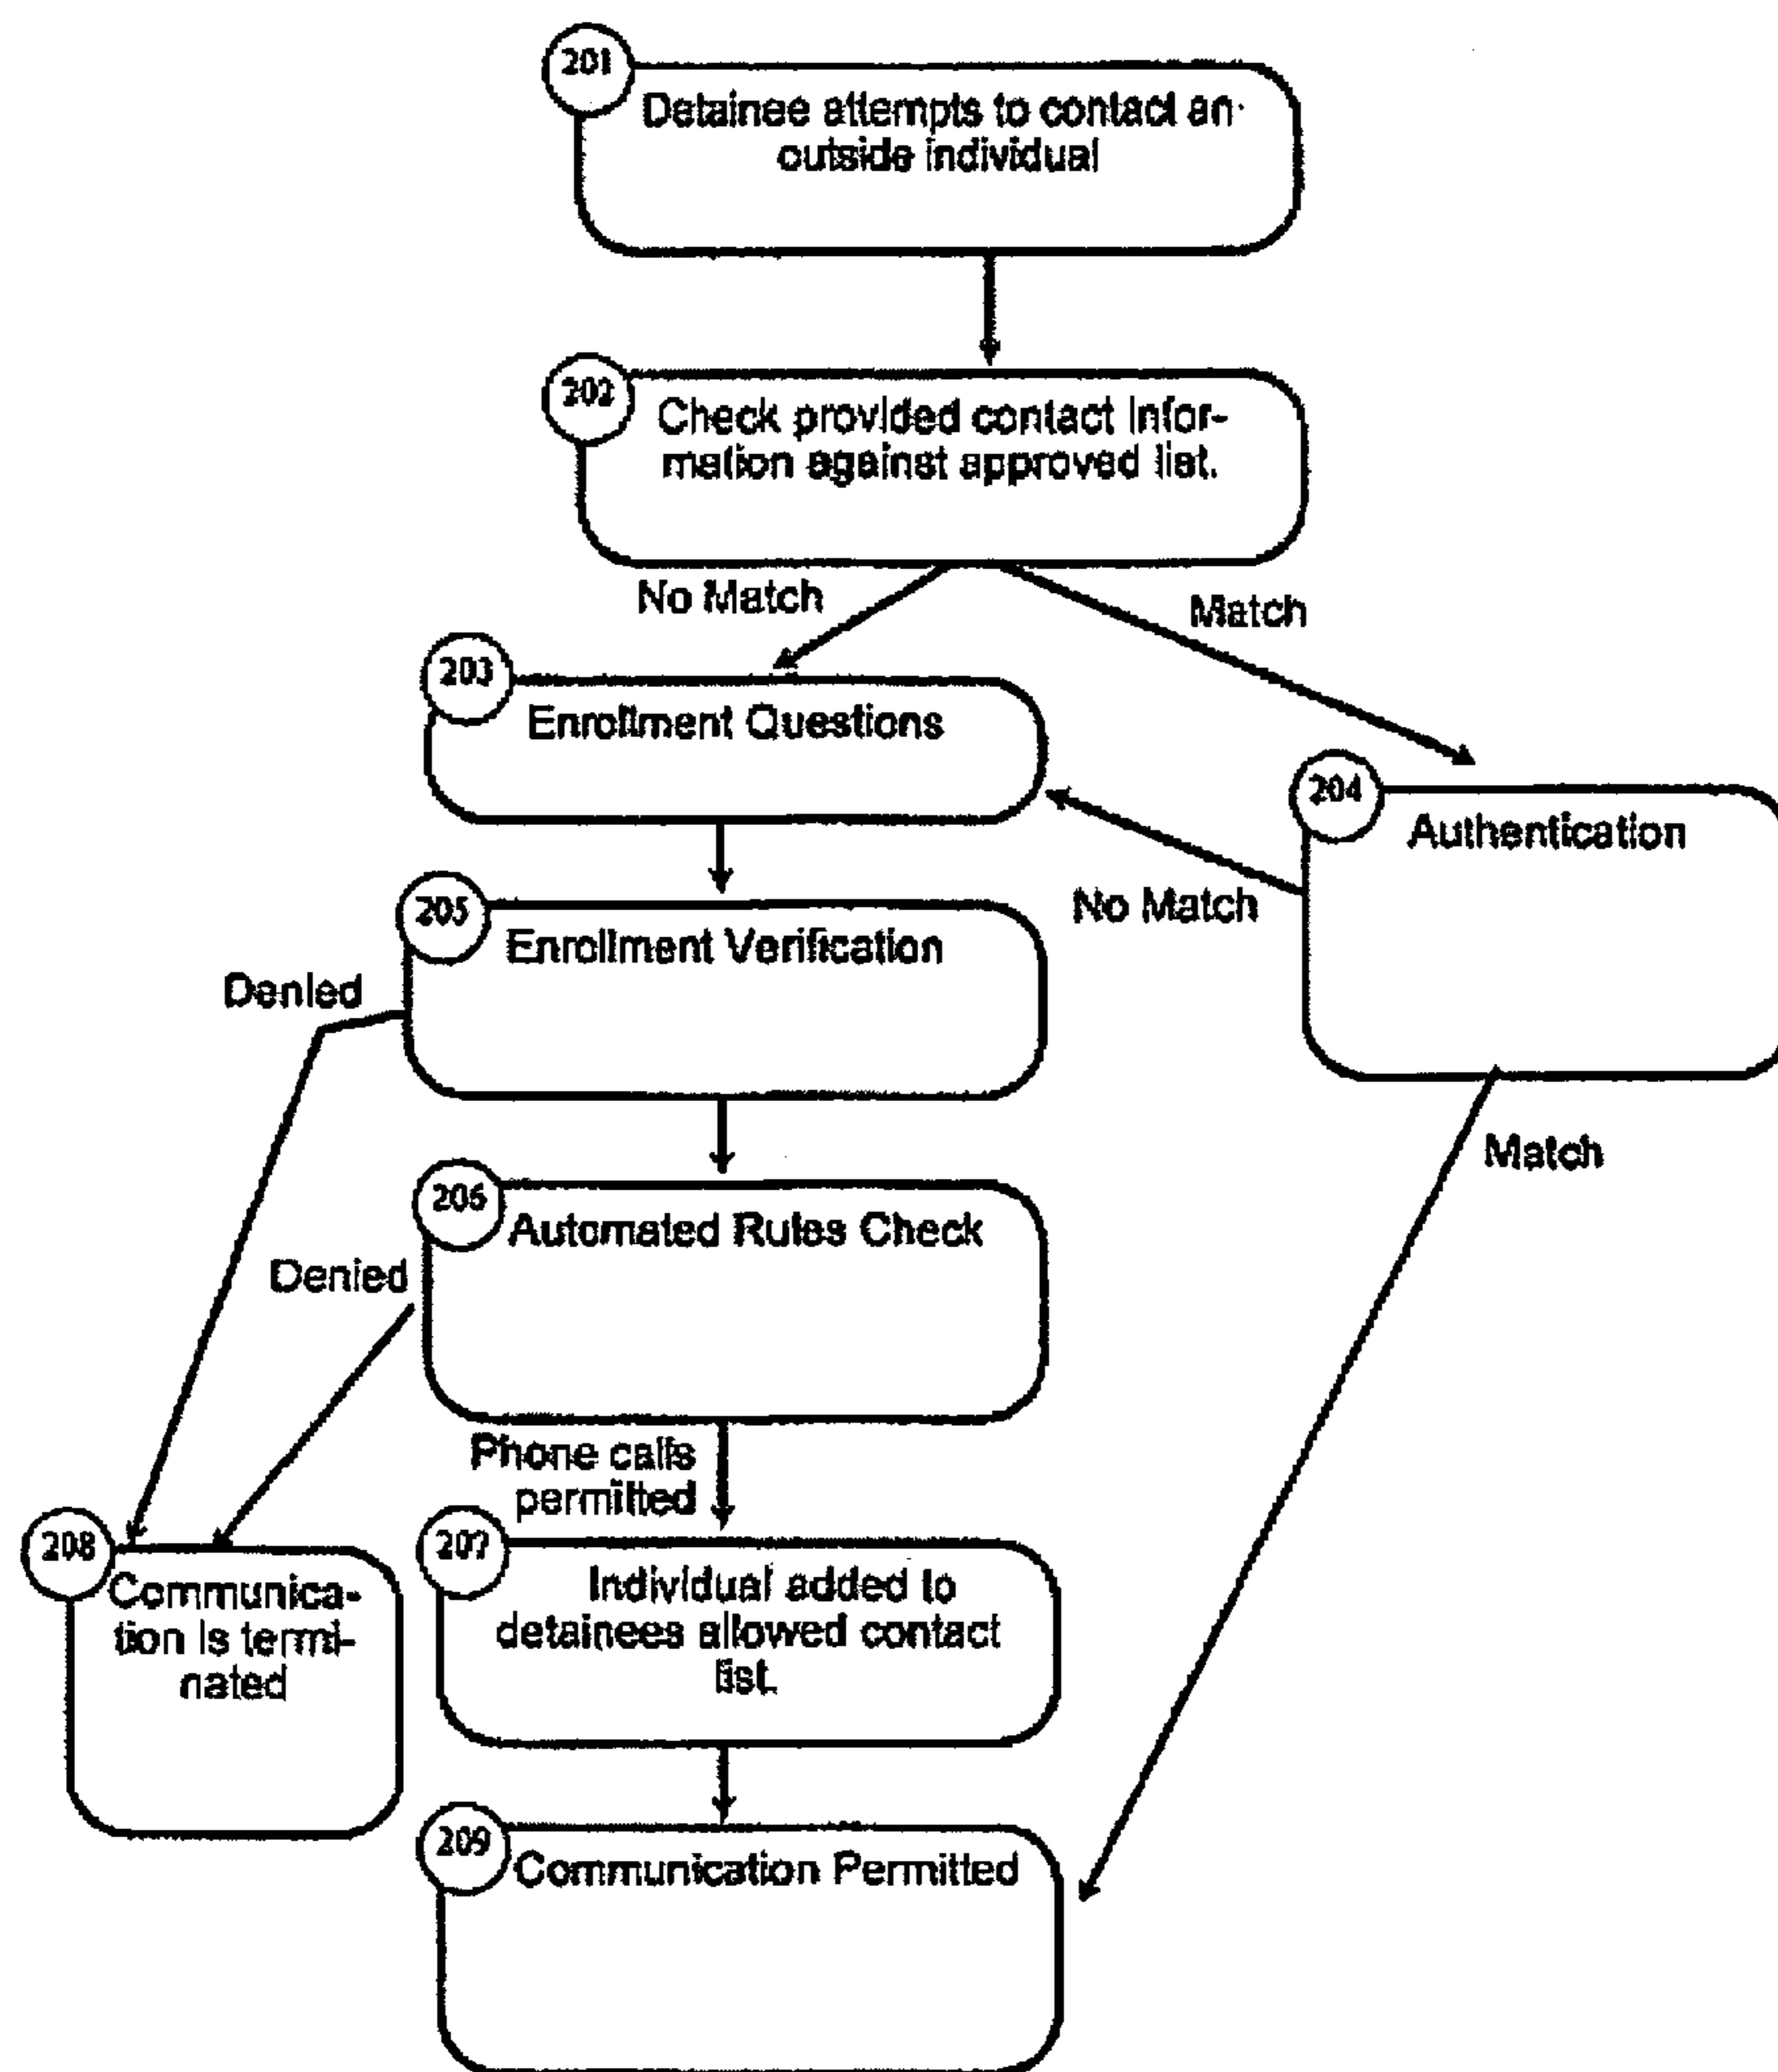 201
Detainee attempts to contact an
outside individual
202
Check provided contact infor-
mation against approved list.
No Match
Match
203
Enrollment Questions
204
Authentication
No Match
205
Enrollment Verification
Denied
Match
206
Automated Rules Check
Denied
Phone calls
permitted
208
Communica-
tion is termi-
nated
207
Individual added to
detainees allowed contact
list.
209
Communication Permitted